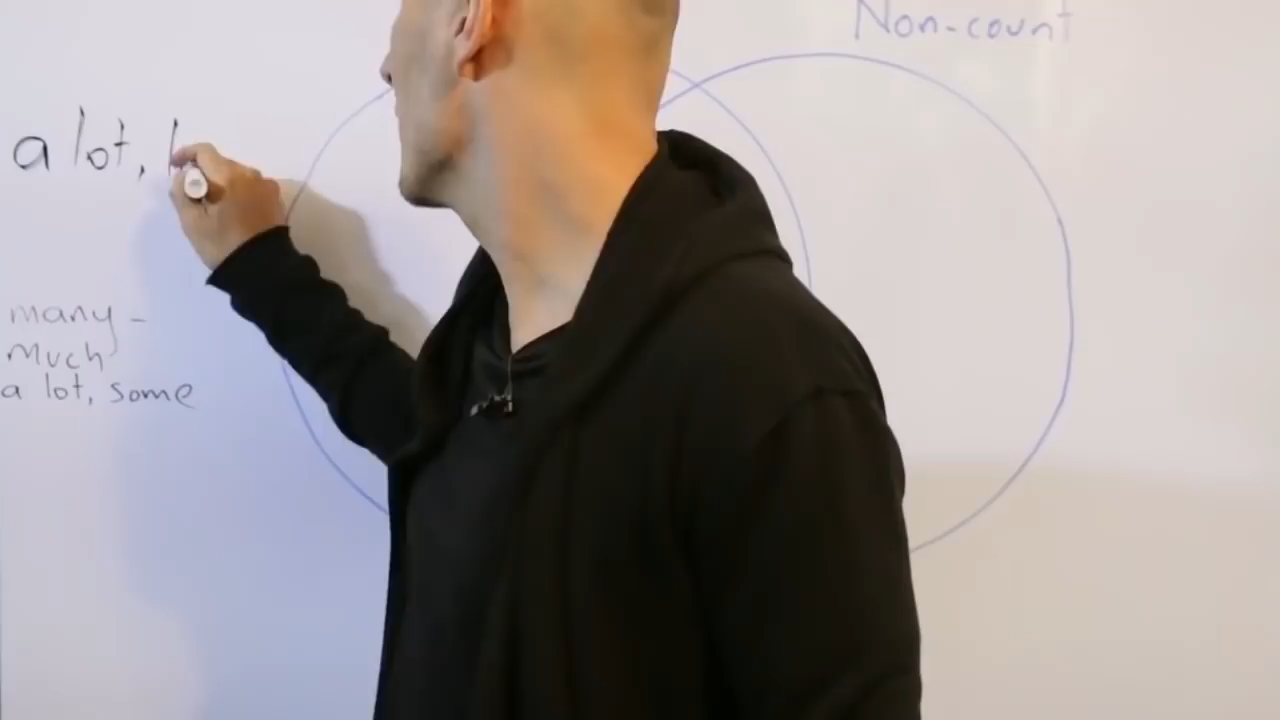 Non-count
a lot,
many -
Much
a lot, some